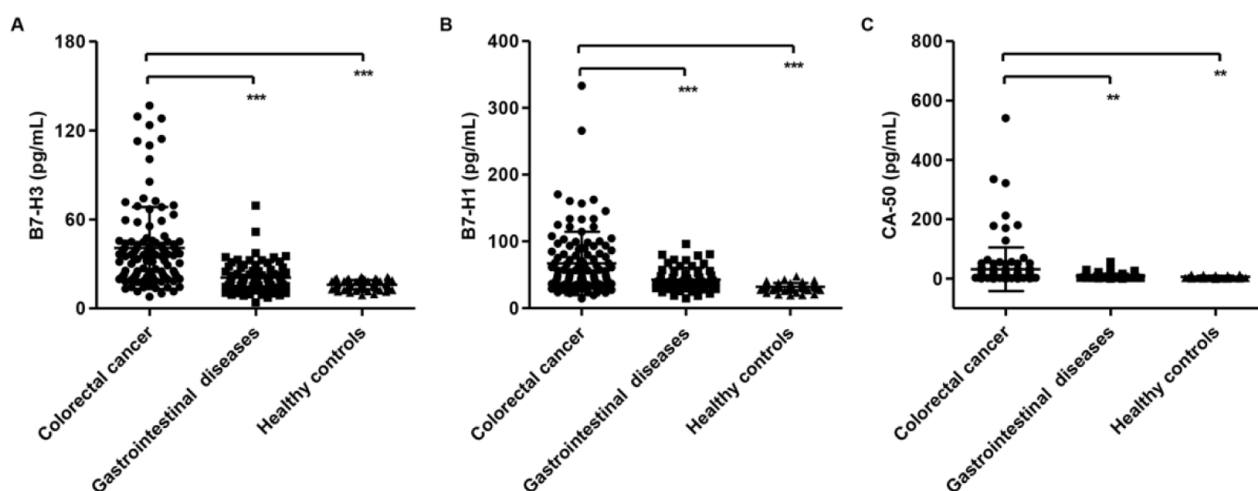 A
B7-H3 (pg/mL)
180
120
60
0
***
***
Colorectal cancer
Gastrointestinal diseases
Healthy controls
B
B7-H1 (pg/mL)
400
300
200
100
0
***
***
Colorectal cancer
Gastrointestinal diseases
Healthy controls
C
CA-50 (pg/mL)
800
600
400
200
0
**
**
Colorectal cancer
Gastrointestinal diseases
Healthy controls